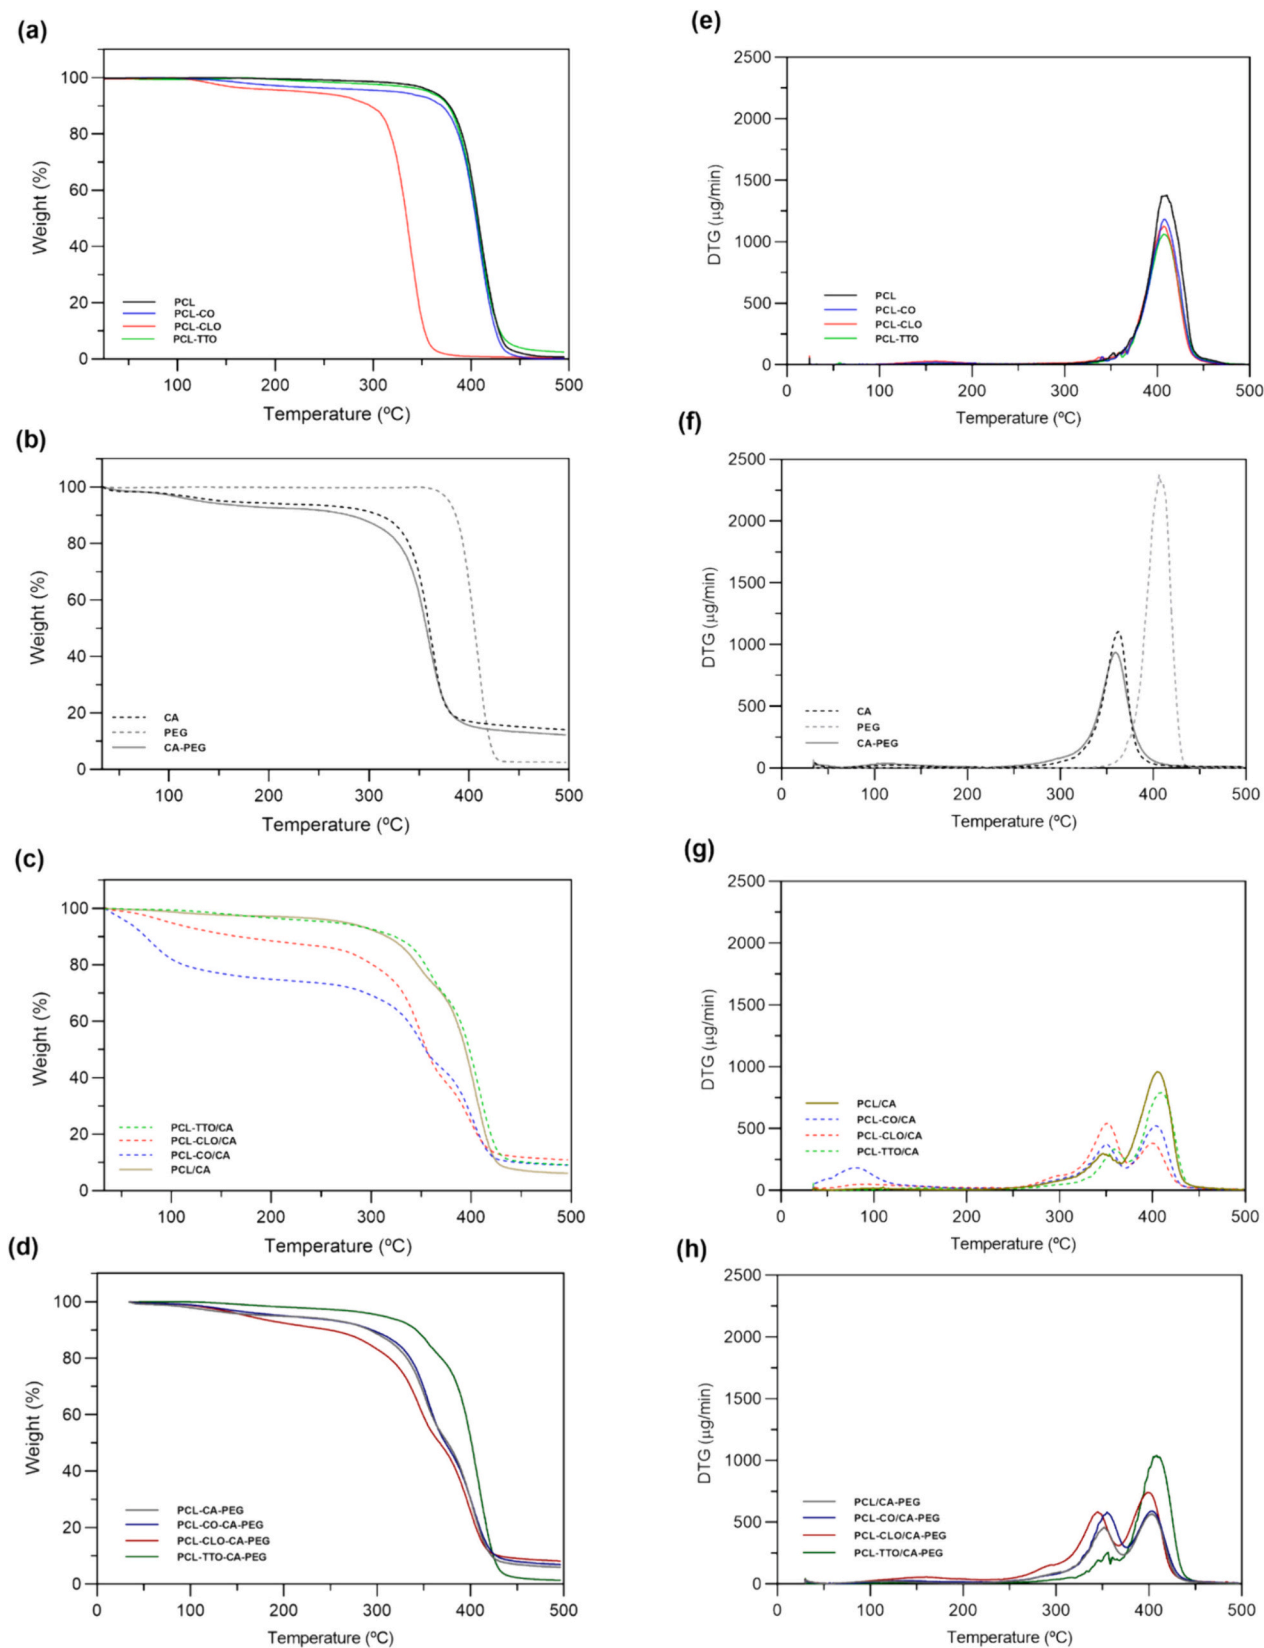 (a)
100
80
60
40
20
0
Weight (%)
PCL
PCL-CO
PCL-CLO
PCL-TTO
100 200 300 400 500
Temperature (ºC)
(e)
2500
2000
1500
1000
500
0
DTG (µg/min)
PCL
PCL-CO
PCL-CLO
PCL-TTO
0 100 200 300 400 500
Temperature (ºC)
(b)
100
80
60
40
20
0
Weight (%)
CA
PEG
CA-PEG
100 200 300 400 500
Temperature (ºC)
(f)
2500
2000
1500
1000
500
0
DTG (µg/min)
CA
PEG
CA-PEG
0 100 200 300 400 500
Temperature (ºC)
(c)
100
80
60
40
20
0
Weight (%)
PCL-TTO/CA
PCL-CLO/CA
PCL-CO/CA
PCL/CA
100 200 300 400 500
Temperature (ºC)
(g)
2500
2000
1500
1000
500
0
DTG (µg/min)
PCL/CA
PCL-CO/CA
PCL-CLO/CA
PCL-TTO/CA
0 100 200 300 400 500
Temperature (ºC)
(d)
100
80
60
40
20
0
Weight (%)
PCL-CA-PEG
PCL-CO-CA-PEG
PCL-CLO-CA-PEG
PCL-TTO-CA-PEG
0 100 200 300 400 500
Temperature (ºC)
(h)
2500
2000
1500
1000
500
0
DTG (µg/min)
PCL/CA-PEG
PCL-CO/CA-PEG
PCL-CLO/CA-PEG
PCL-TTO/CA-PEG
0 100 200 300 400 500
Temperature (ºC)